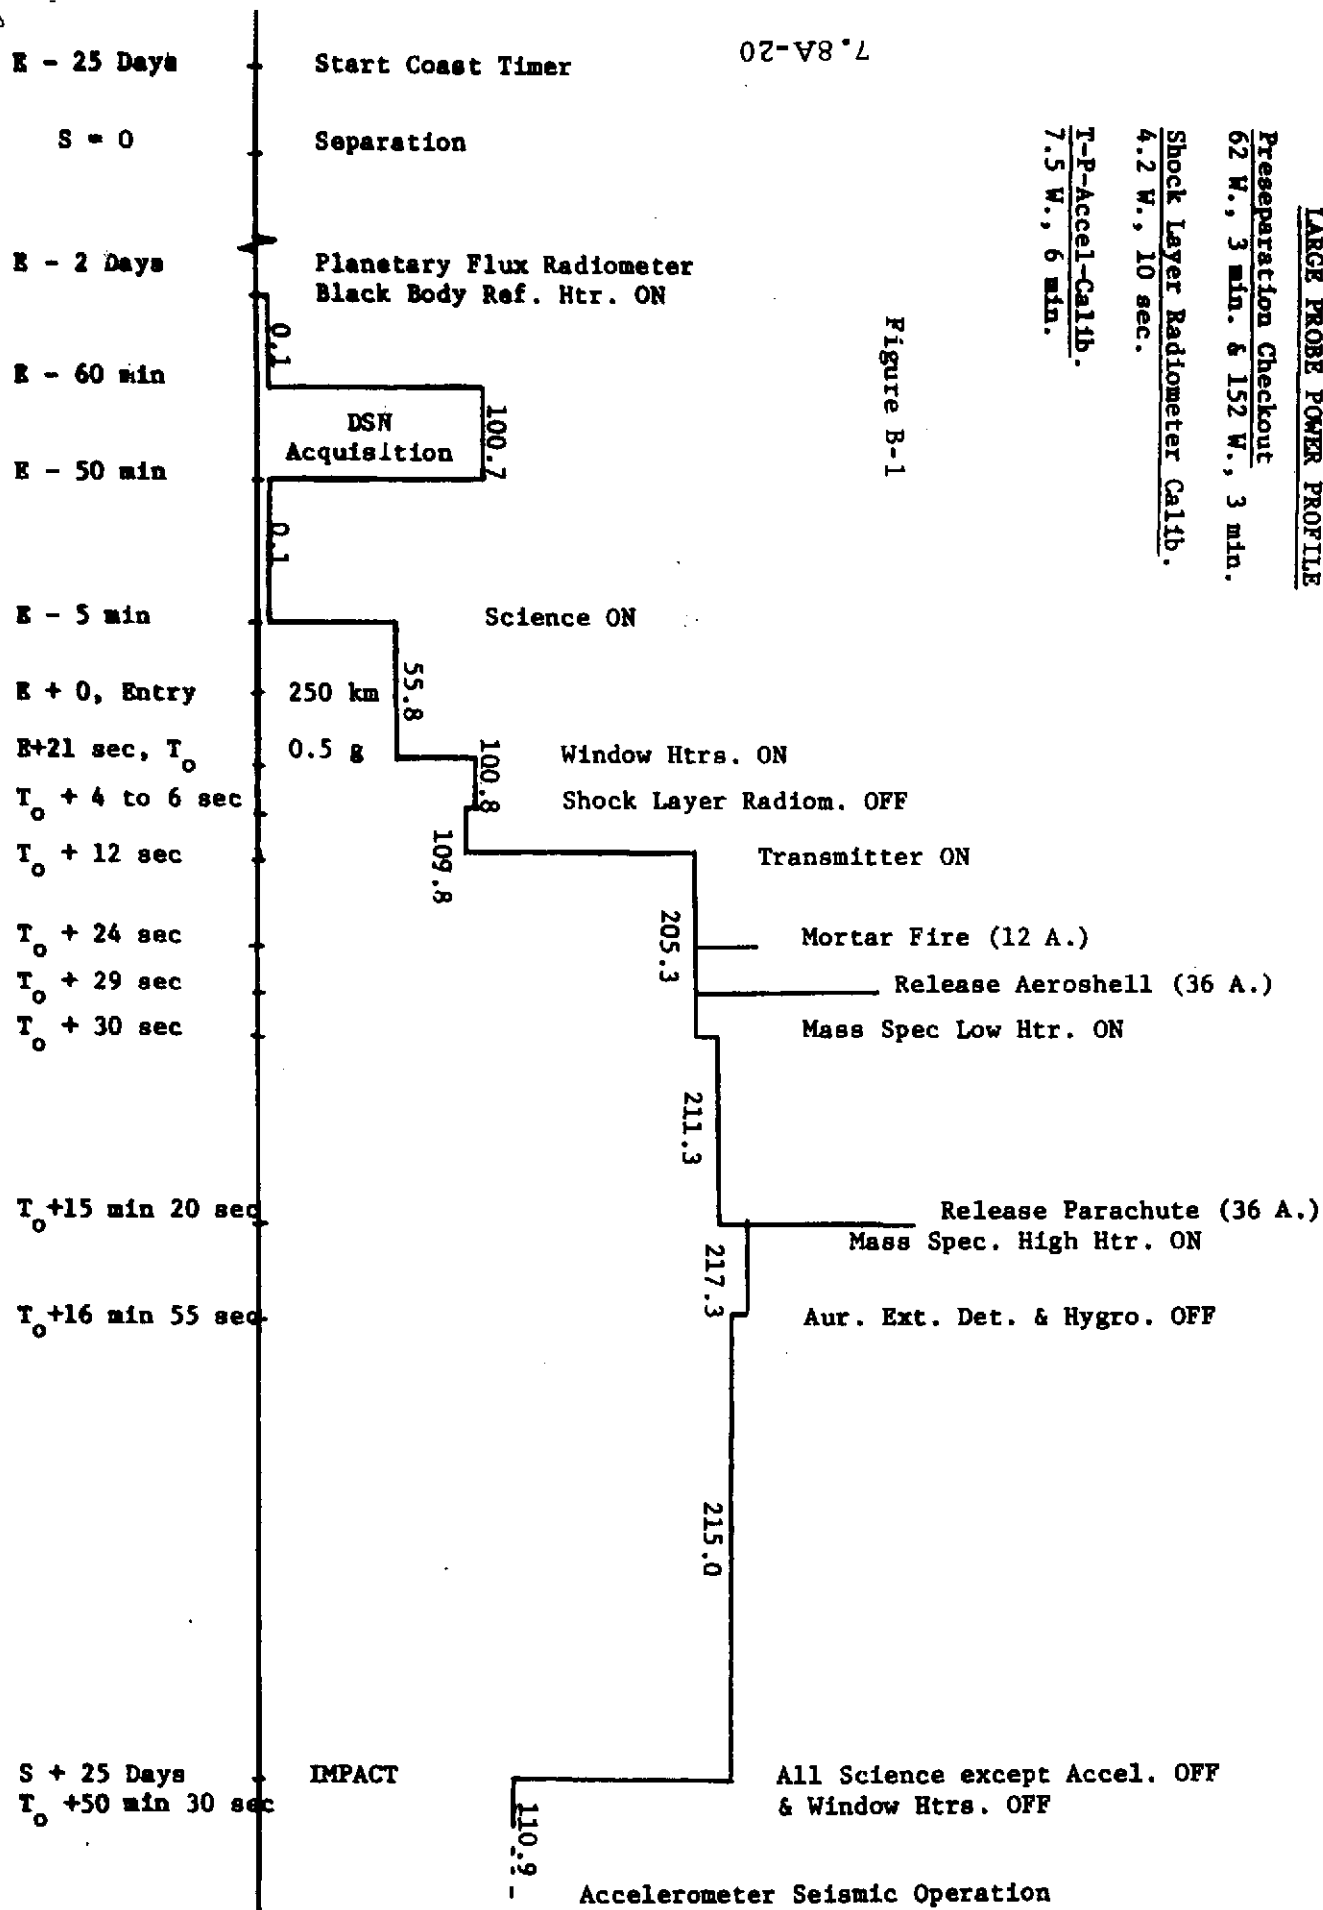 LARGE PROBE POWER PROFILE
Preseparation Checkout
62 W., 3 min. & 152 W., 3 min.
Shock Layer Radiometer Calib.
4.2 W., 10 sec.
T-P-Accel-Calib.
7.5 W., 6 min.
Figure B-1
7.8A-20
E - 25 Days
Start Coast Timer
S = 0
Separation
E - 2 Days
Planetary Flux Radiometer
Black Body Ref. Htr. ON
0.1
E - 60 min
100.7
DSN
Acquisition
E - 50 min
0.1
E - 5 min
Science ON
55.8
E + 0, Entry
250 km
E+21 sec, To
0.5 g
Window Htrs. ON
100.8
To + 4 to 6 sec
Shock Layer Radiom. OFF
109.8
To + 12 sec
Transmitter ON
205.3
To + 24 sec
Mortar Fire (12 A.)
To + 29 sec
Release Aeroshell (36 A.)
To + 30 sec
Mass Spec Low Htr. ON
211.3
To+15 min 20 sec
Release Parachute (36 A.)
Mass Spec. High Htr. ON
217.3
To+16 min 55 sec
Aur. Ext. Det. & Hygro. OFF
215.0
S + 25 Days
IMPACT
All Science except Accel. OFF
To +50 min 30 sec
& Window Htrs. OFF
110.9
Accelerometer Seismic Operation